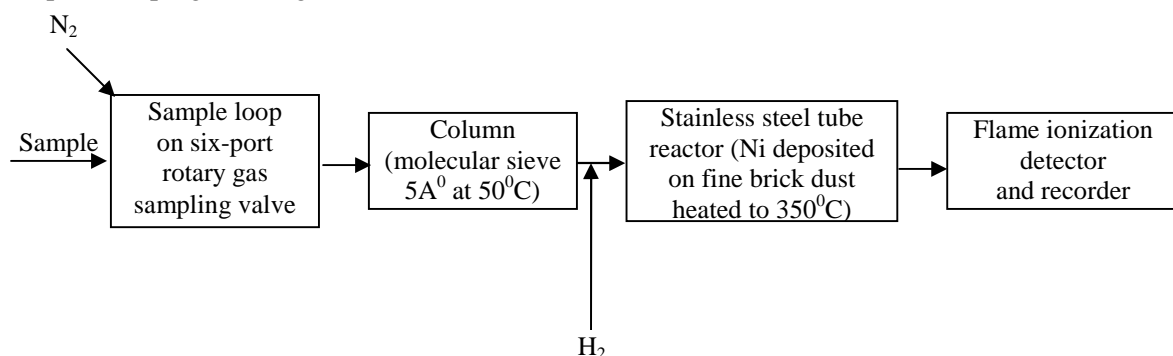 N₂
Sample
Sample loop
on six-port
rotary gas
sampling valve
Column
(molecular sieve
5A⁰ at 50⁰C)
Stainless steel tube
reactor (Ni deposited
on fine brick dust
heated to 350⁰C)
Flame ionization
detector
and recorder
H₂